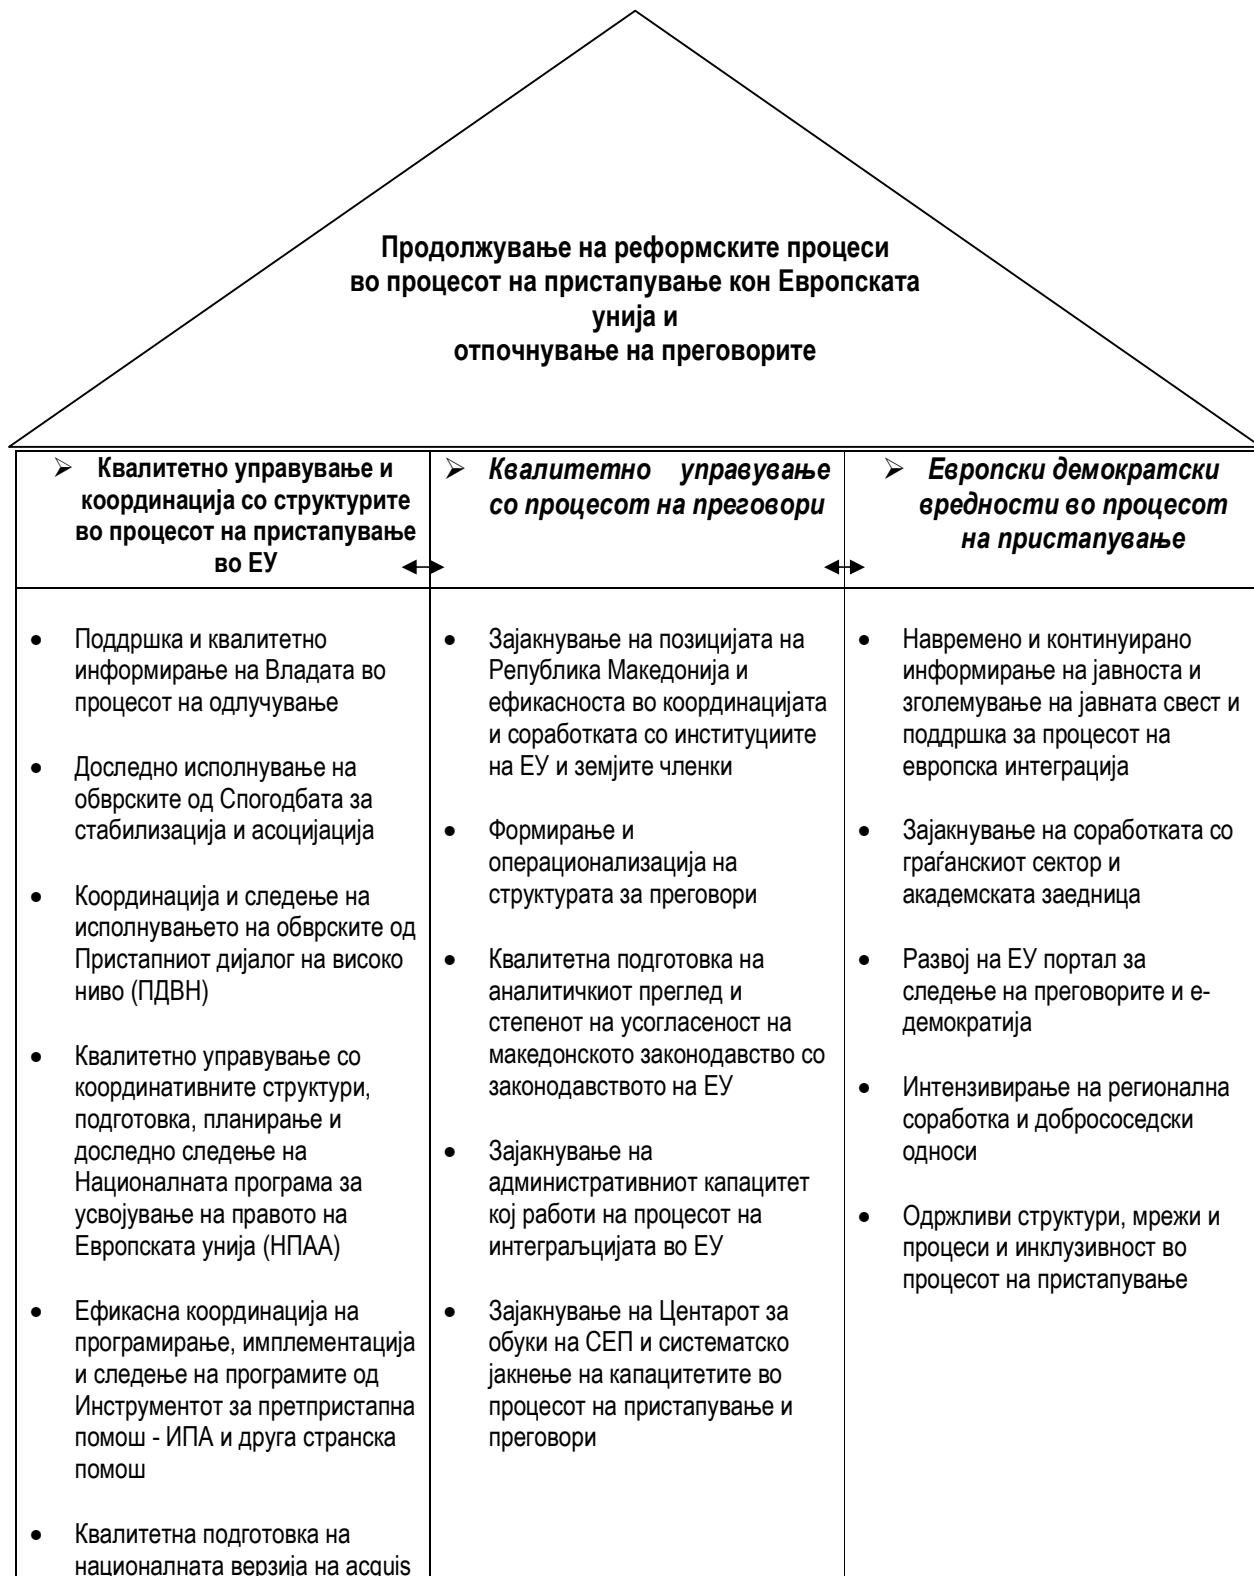 Продолжување на реформските процеси
во процесот на пристапување кон Европската
унија и
отпочнување на преговорите
➢ Квалитетно управување и
координација со структурите
во процесот на пристапување
во ЕУ
➢ Квалитетно управување
со процесот на преговори
➢ Европски демократски
вредности во процесот
на пристапување
• Поддршка и квалитетно
информирање на Владата во
процесот на одлучување
• Доследно исполнување на
обврските од Спогодбата за
стабилизација и асоцијација
• Координација и следење на
исполнувањето на обврските од
Пристапниот дијалог на високо
ниво (ПДВН)
• Квалитетно управување со
координативните структури,
подготовка, планирање и
доследно следење на
Националната програма за
усвојување на правото на
Европската унија (НПАА)
• Ефикасна координација на
програмирање, имплементација
и следење на програмите од
Инструментот за претпристапна
помош - ИПА и друга странска
помош
• Квалитетна подготовка на
националната верзија на acquis
• Зајакнување на позицијата на
Република Македонија и
ефикасноста во координацијата
и соработката со институциите
на ЕУ и земјите членки
• Формирање и
операционализација на
структурата за преговори
• Квалитетна подготовка на
аналитичкиот преглед и
степенот на усогласеност на
македонското законодавство со
законодавството на ЕУ
• Зајакнување на
административниот капацитет
кој работи на процесот на
интеграљцијата во ЕУ
• Зајакнување на Центарот за
обуки на СЕП и систематско
јакнење на капацитетите во
процесот на пристапување и
преговори
• Навремено и континуирано
информирање на јавноста и
зголемување на јавната свест и
поддршка за процесот на
европска интеграција
• Зајакнување на соработката со
граѓанскиот сектор и
академската заедница
• Развој на ЕУ портал за
следење на преговорите и е-
демократија
• Интензивирање на регионална
соработка и добрососедски
односи
• Одржливи структури, мрежи и
процеси и инклузивност во
процесот на пристапување